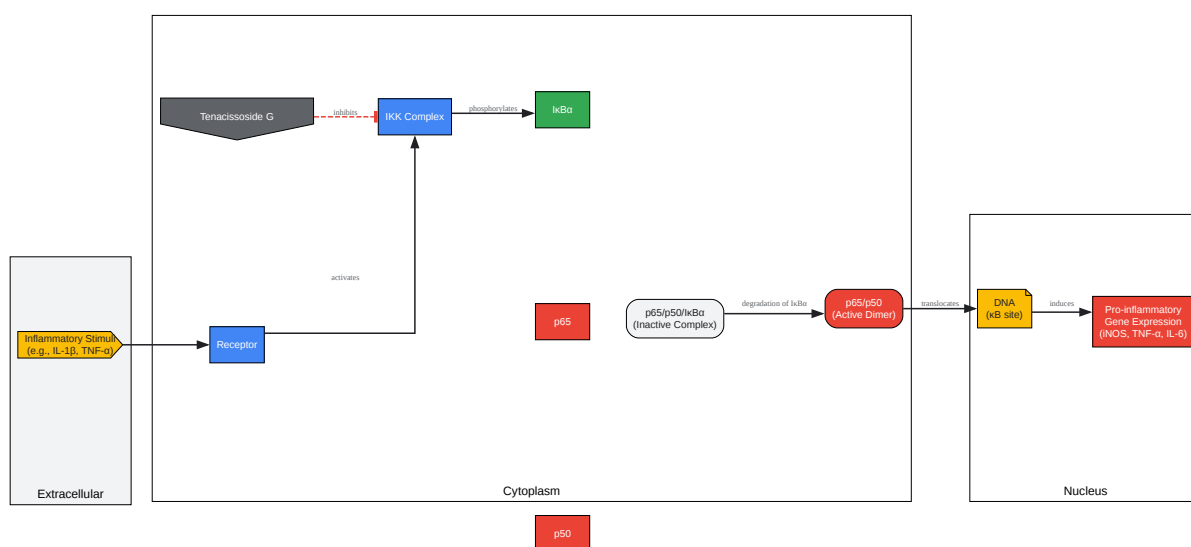 Tenacissoside G
inhibits
IKK Complex
phosphorylates
IκBα
activates
Inflammatory Stimuli
(e.g., IL-1β, TNF-α)
Receptor
p65
p65/p50/IκBα
(Inactive Complex)
degradation of IκBα
p65/p50
(Active Dimer)
translocates
DNA
(κB site)
induces
Pro-inflammatory
Gene Expression
(iNOS, TNF-α, IL-6)
Extracellular
Cytoplasm
Nucleus
p50